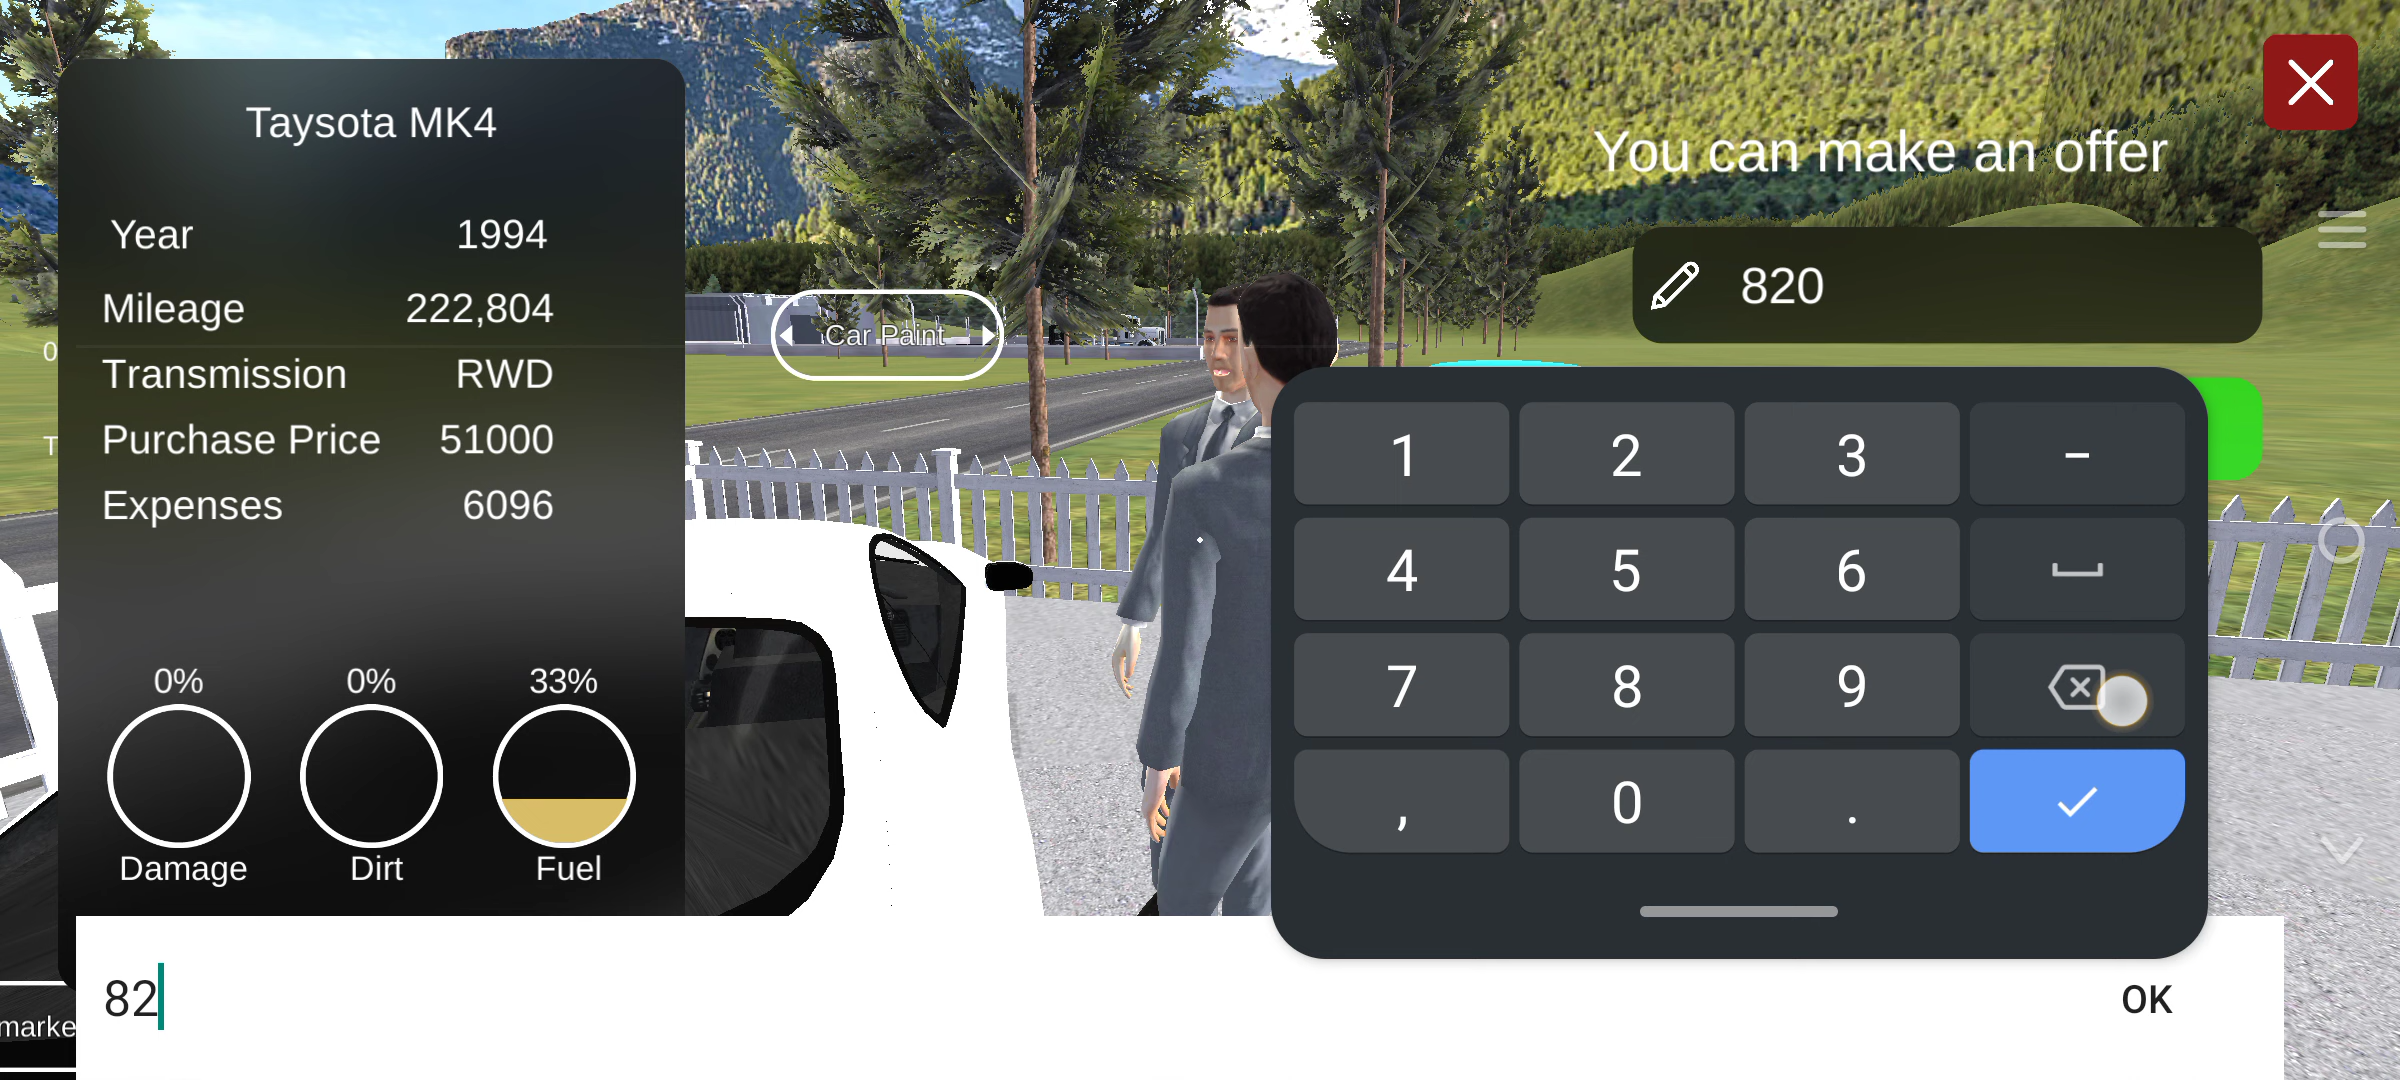 Taysota MK4
Year 1994
Mileage 222,804
Transmission RWD
Purchase Price 51000
Expenses 6096
0% 0% 33%
Damage Dirt Fuel
0
T
marke
Car Paint
You can make an offer
820
1 2 3 –
4 5 6
7 8 9
, 0 .
82
OK